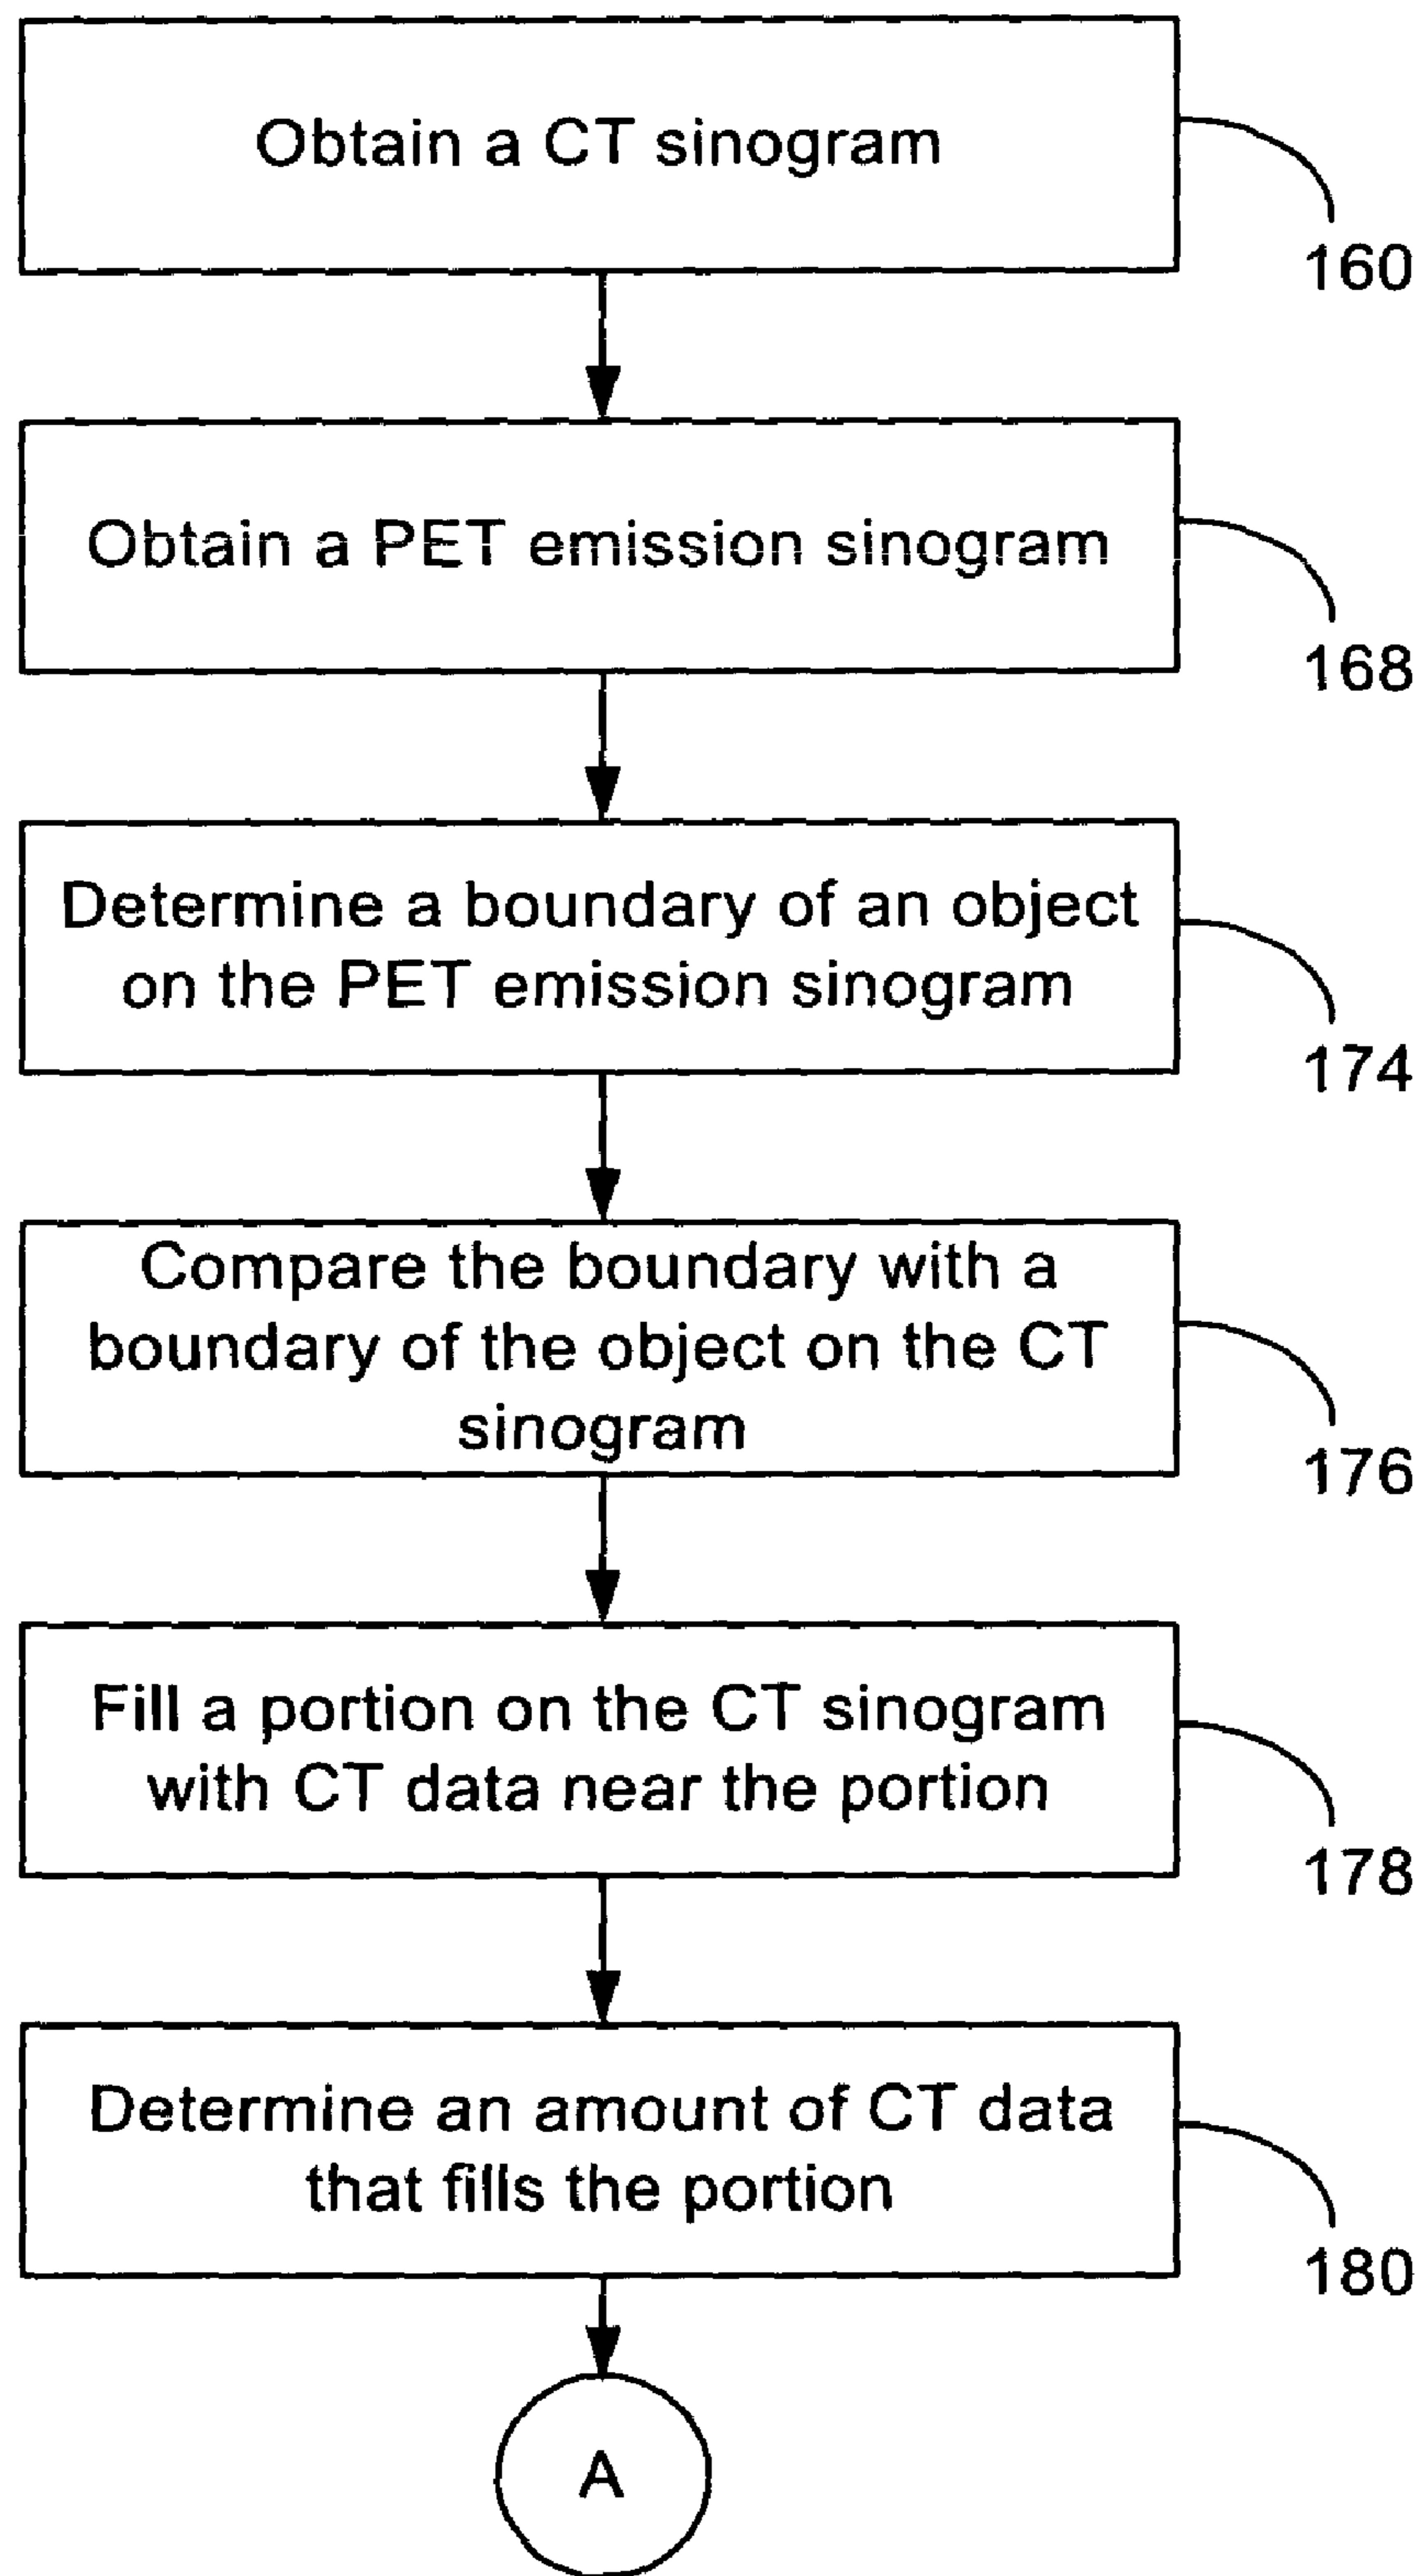 Obtain a CT sinogram
160
Obtain a PET emission sinogram
168
Determine a boundary of an object
on the PET emission sinogram
174
Compare the boundary with a
boundary of the object on the CT
sinogram
176
Fill a portion on the CT sinogram
with CT data near the portion
178
Determine an amount of CT data
that fills the portion
180
A